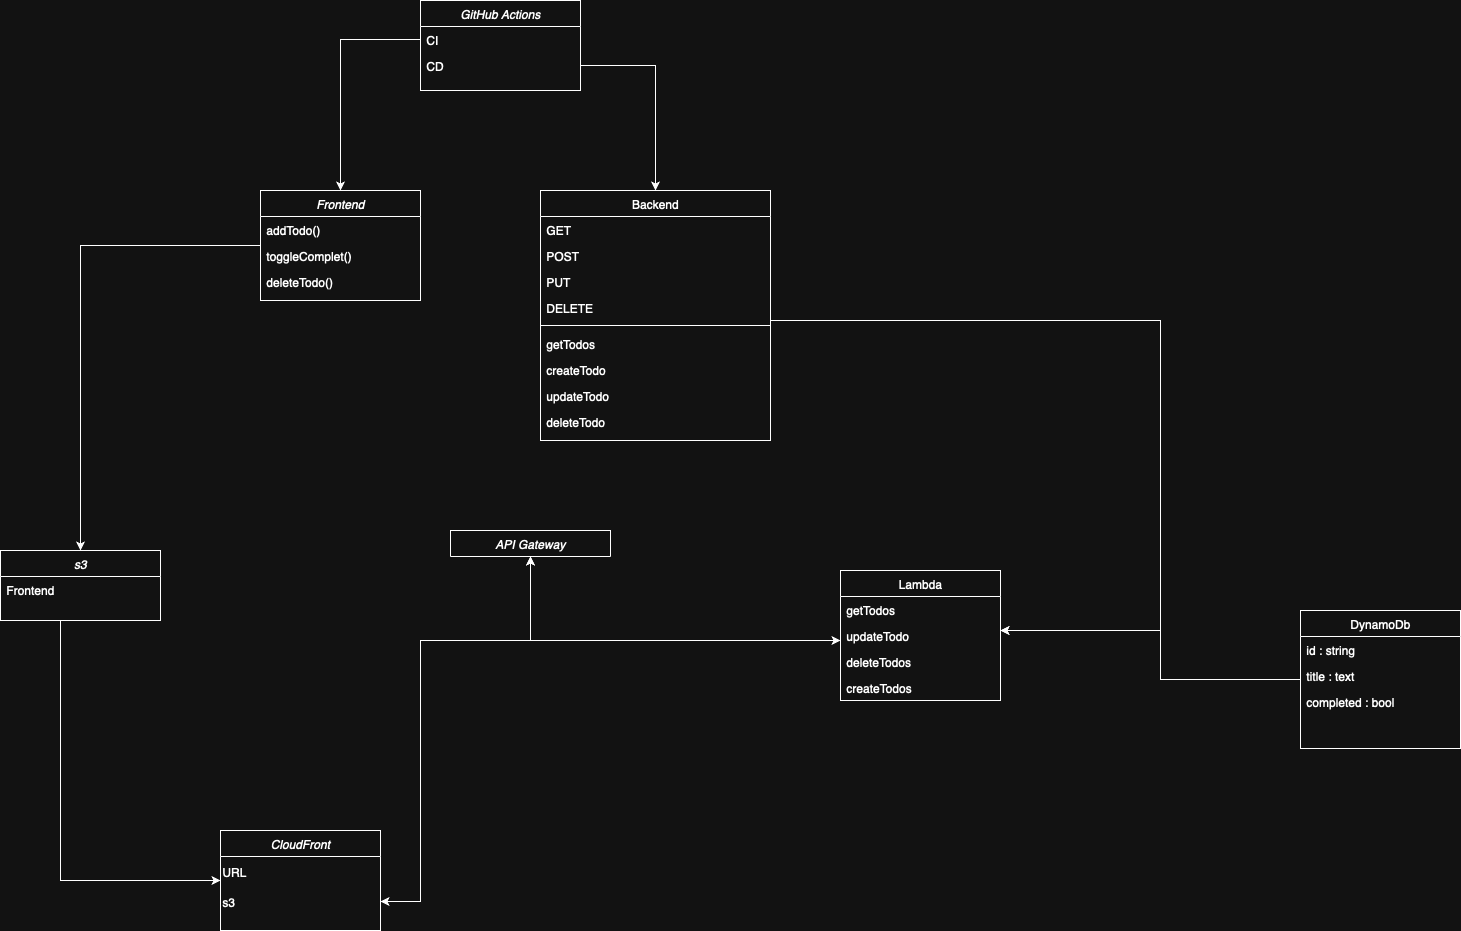 GitHub Actions
CI
CD
Frontend
addTodo()
toggleComplet()
deleteTodo()
Backend
GET
POST
PUT
DELETE
getTodos
createTodo
updateTodo
deleteTodo
s3
Frontend
API Gateway
Lambda
getTodos
updateTodo
deleteTodos
createTodos
DynamoDb
id : string
title : text
completed : bool
CloudFront
URL
s3